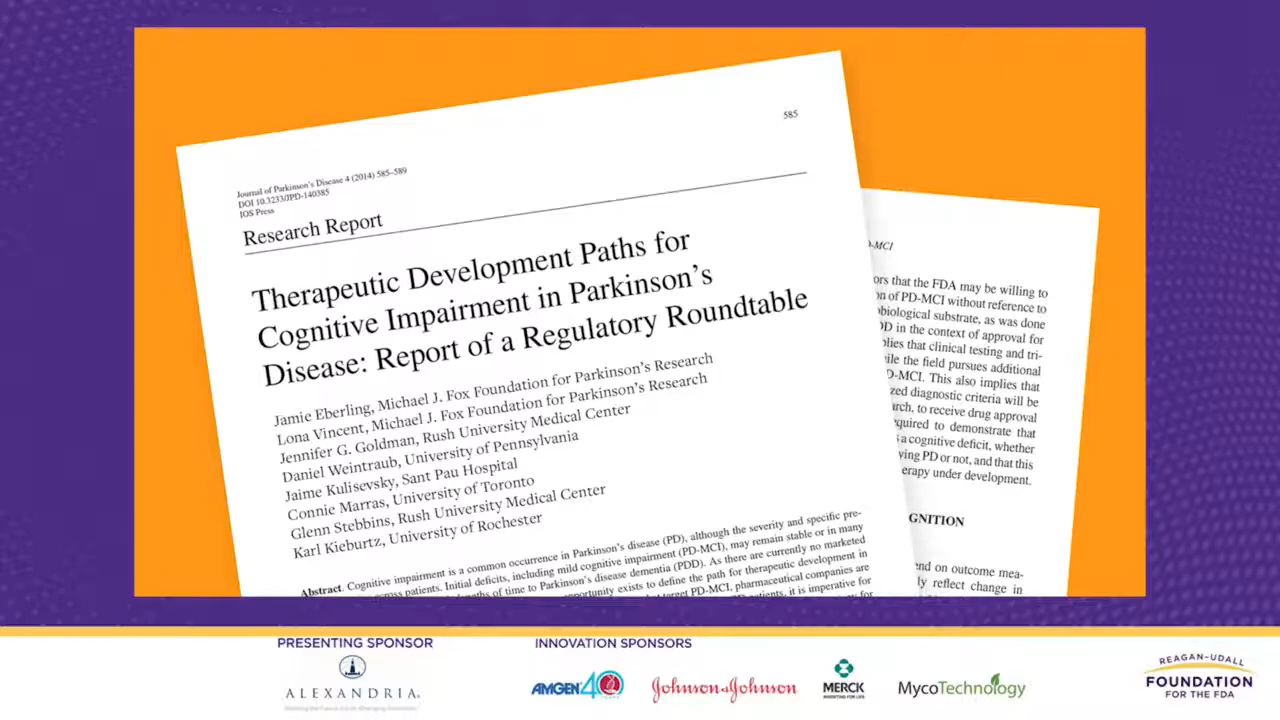 585
Journal of Parkinson's Disease 4 (2014) 585–589
DOI 10.3233/JPD-140385
IOS Press
Research Report
Therapeutic Development Paths for
Cognitive Impairment in Parkinson's
Disease: Report of a Regulatory Roundtable
Jamie Eberling, Michael J. Fox Foundation for Parkinson's Research
Lona Vincent, Michael J. Fox Foundation for Parkinson's Research
Jennifer G. Goldman, Rush University Medical Center
Daniel Weintraub, University of Pennsylvania
Jaime Kulisevsky, Sant Pau Hospital
Connie Marras, University of Toronto
Glenn Stebbins, Rush University Medical Center
Karl Kieburtz, University of Rochester
Abstract. Cognitive impairment is a common occurrence in Parkinson's disease (PD), although the severity and specific pre-
across patients. Initial deficits, including mild cognitive impairment (PD-MCI), may remain stable or in many
lengths of time to Parkinson's disease dementia (PDD). As there are currently no marketed
opportunity exists to define the path for therapeutic development in
target PD-MCI, pharmaceutical companies are
patients, it is imperative for
D-MCI
ors that the FDA may be willing to
n of PD-MCI without reference to
biological substrate, as was done
D in the context of approval for
plies that clinical testing and tri-
ile the field pursues additional
D-MCI. This also implies that
zed diagnostic criteria will be
arch, to receive drug approval
equired to demonstrate that
s a cognitive deficit, whether
ying PD or not, and that this
erapy under development.
GNITION
end on outcome mea-
ly reflect change in
PRESENTING SPONSOR
ALEXANDRIA.
INNOVATION SPONSORS
AMGEN 40 YEARS
Johnson & Johnson
MERCK
INVENTING FOR LIFE
MycoTechnology
REAGAN-UDALL
FOUNDATION
FOR THE FDA